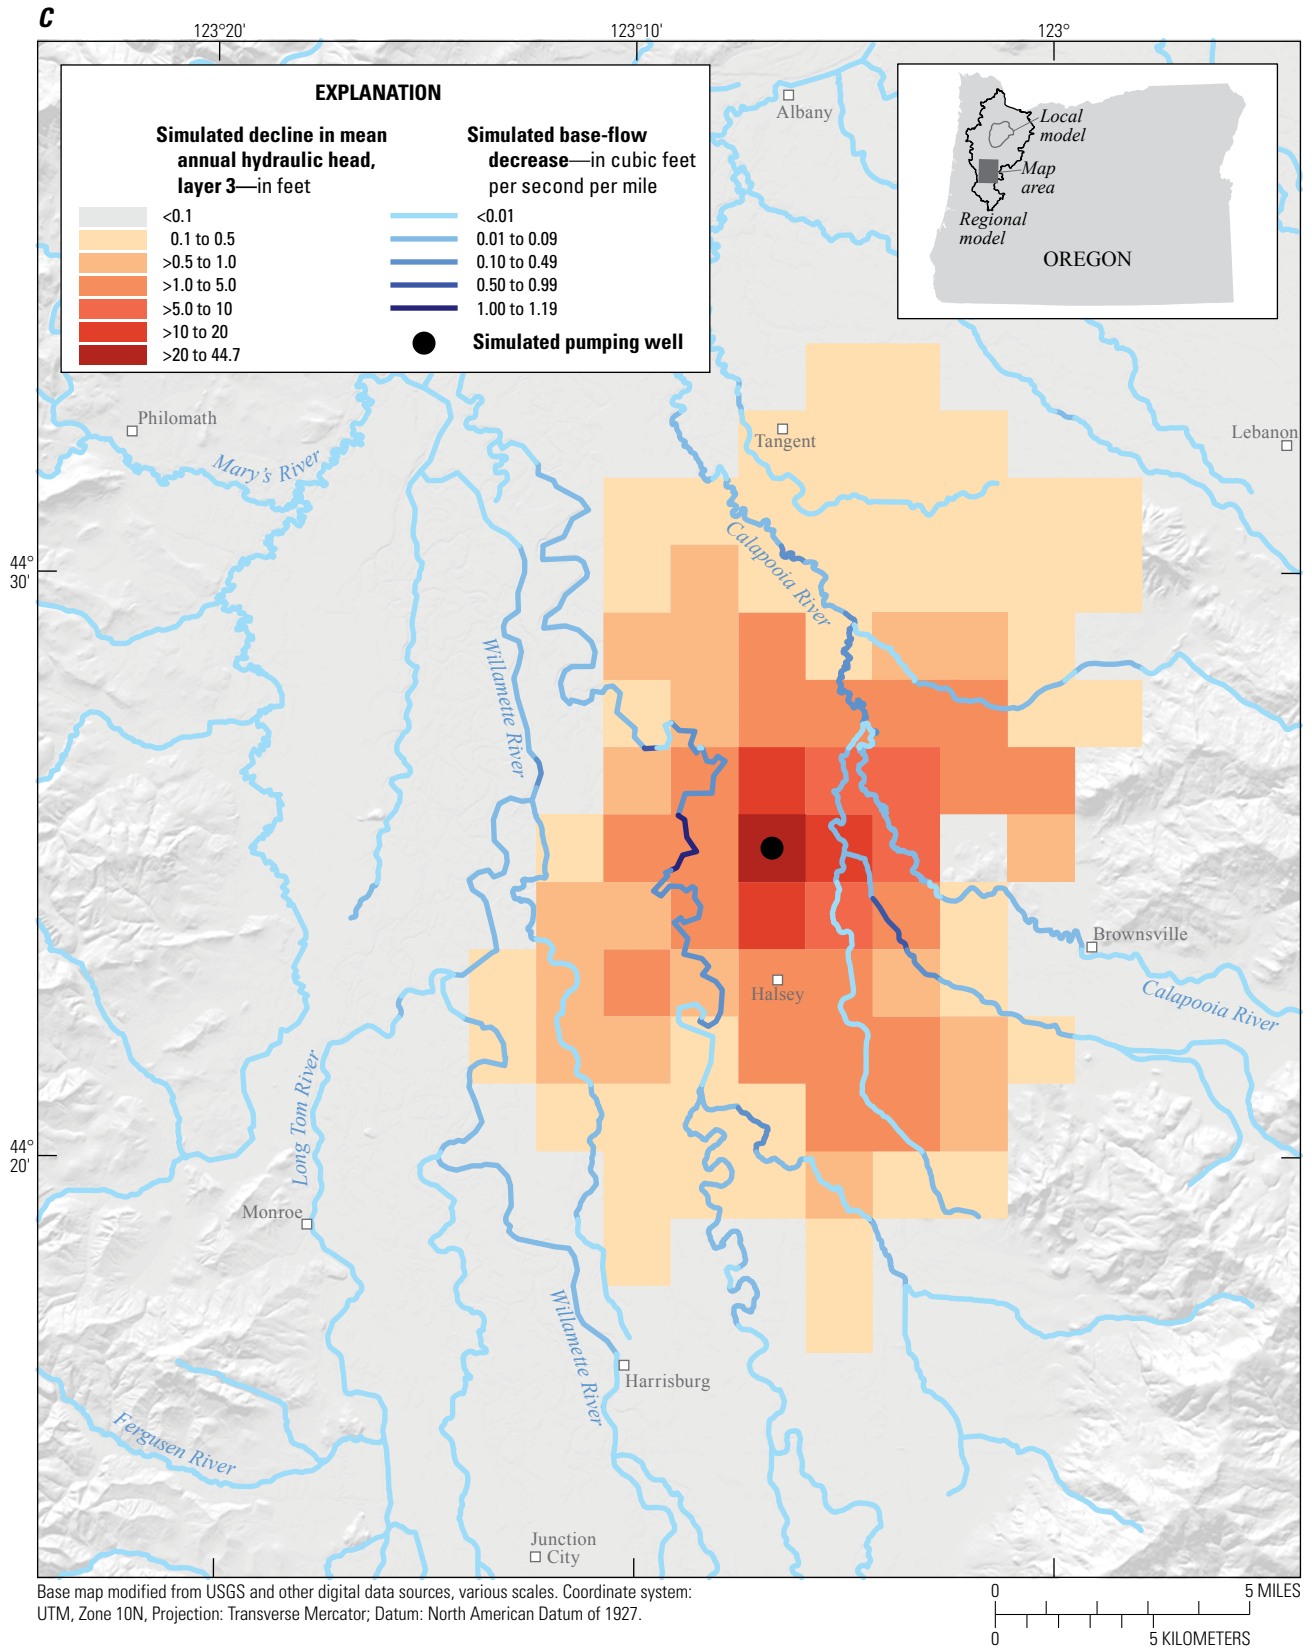 C
123°20'
123°10'
123°
EXPLANATION
Simulated decline in mean
annual hydraulic head,
layer 3—in feet
<0.1
0.1 to 0.5
>0.5 to 1.0
>1.0 to 5.0
>5.0 to 10
>10 to 20
>20 to 44.7
Simulated base-flow
decrease—in cubic feet
per second per mile
<0.01
0.01 to 0.09
0.10 to 0.49
0.50 to 0.99
1.00 to 1.19
Simulated pumping well
Albany
Local
model
Map
area
Regional
model
OREGON
Philomath
Mary's River
Tangent
Lebanon
44°
30'
Calapooia River
Willamette River
Brownsville
Halsey
Calapooia River
Long Tom River
44°
20'
Monroe
Willamette River
Harrisburg
Fergusen River
Junction
City
Base map modified from USGS and other digital data sources, various scales. Coordinate system:
UTM, Zone 10N, Projection: Transverse Mercator; Datum: North American Datum of 1927.
0
5 MILES
0
5 KILOMETERS